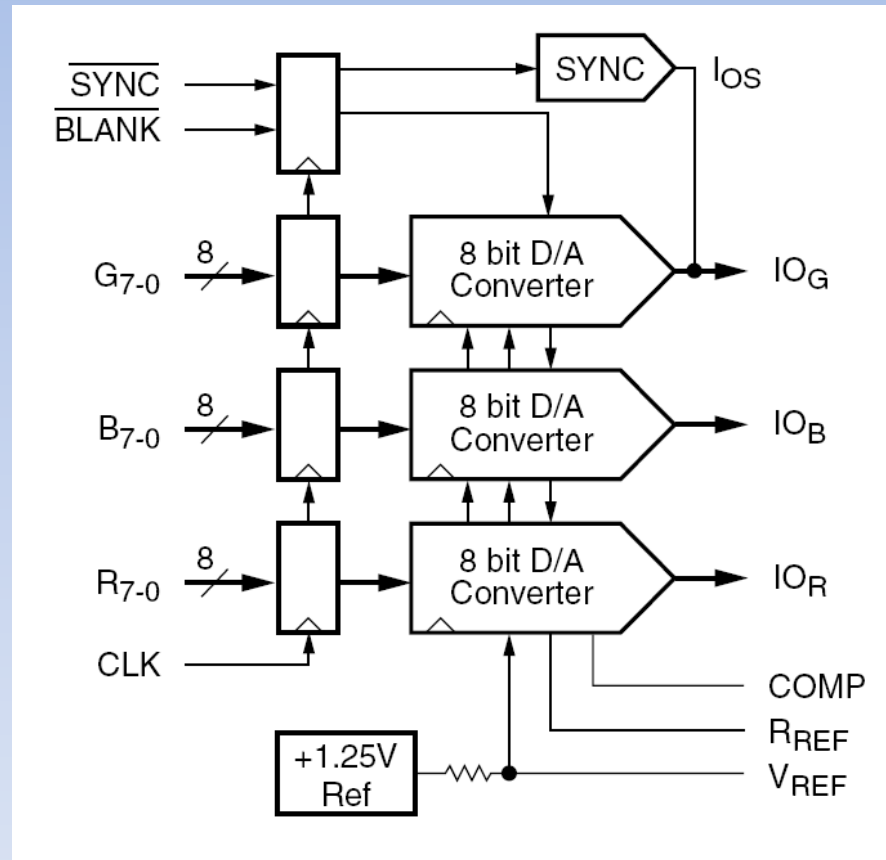 SYNC
BLANK
SYNC
IOS
8
G7-0
8 bit D/A
Converter
IOG
8
B7-0
8 bit D/A
Converter
IOB
8
R7-0
8 bit D/A
Converter
IOR
CLK
COMP
RREF
+1.25V
Ref
VREF